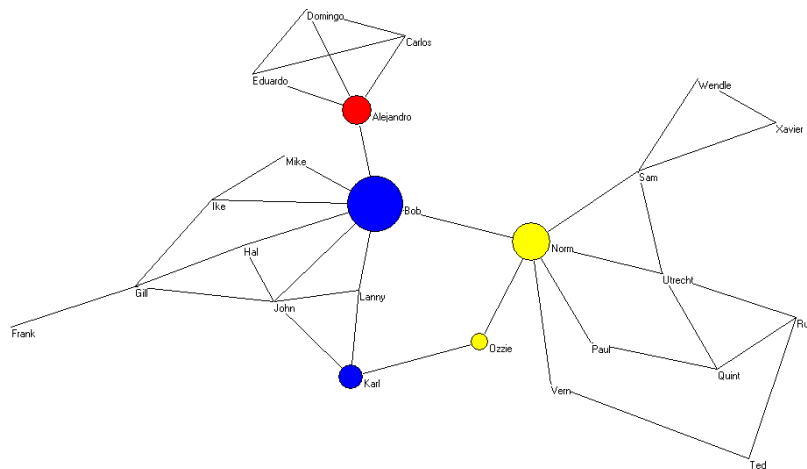 Domingo
Carlos
Eduardo
Alejandro
Wendle
Xavier
Mike
Sam
Ike
Bob
Norm
Hal
Utrecht
Gill
Lanny
John
Ru
Frank
Ozzie
Paul
Quint
Karl
Vern
Ted